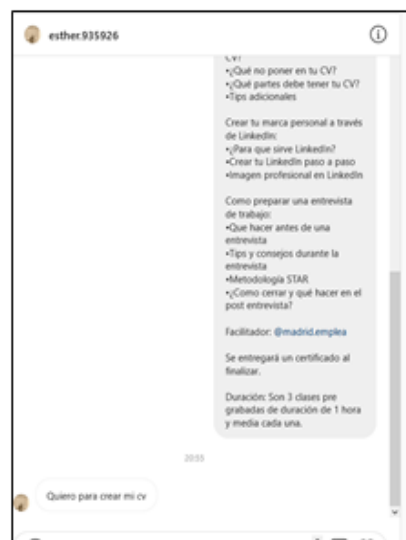 esther.935926
CV?
•¿Qué no poner en tu CV?
•¿Qué partes debe tener tu CV?
•Tips adicionales
Crear tu marca personal a través
de LinkedIn:
•¿Para que sirve LinkedIn?
•Crear tu LinkedIn paso a paso
•Imagen profesional en LinkedIn
Como preparar una entrevista
de trabajo:
•Que hacer antes de una
entrevista
•Tips y consejos durante la
entrevista
•Metodología STAR
•¿Como cerrar y qué hacer en el
post entrevista?
Facilitador: @madrid.emplea
Se entregará un certificado al
finalizar.
Duración: Son 3 clases pre
grabadas de duración de 1 hora
y media cada una.
20:55
Quiero para crear mi cv